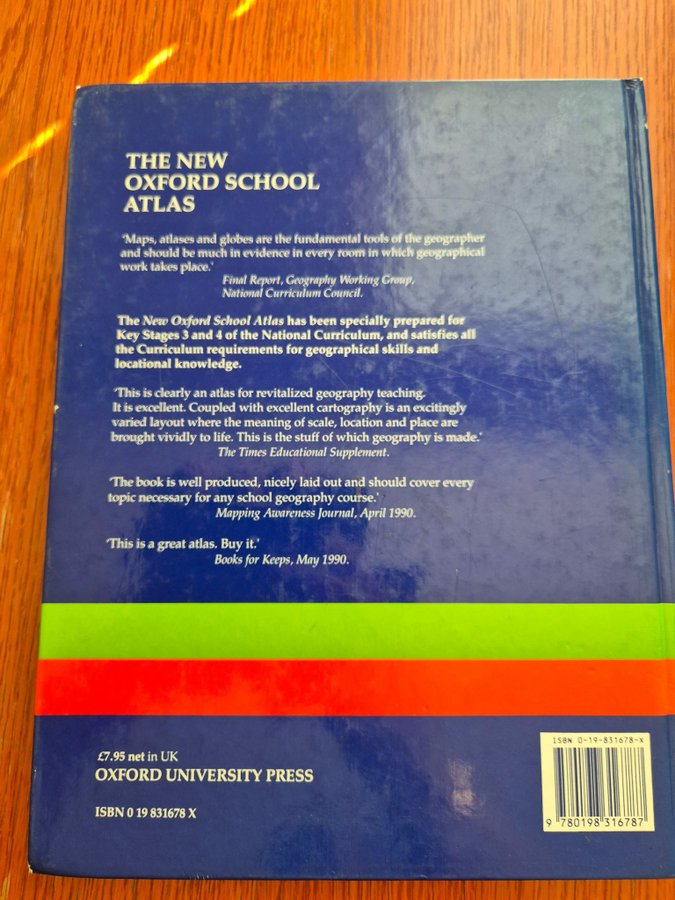 THE NEW
OXFORD SCHOOL
ATLAS
'Maps, atlases and globes are the fundamental tools of the geographer
and should be much in evidence in every room in which geographical
work takes place.'
Final Report, Geography Working Group,
National Curriculum Council.
The New Oxford School Atlas has been specially prepared for
Key Stages 3 and 4 of the National Curriculum, and satisfies all
the Curriculum requirements for geographical skills and
locational knowledge.
'This is clearly an atlas for revitalized geography teaching.
It is excellent. Coupled with excellent cartography is an excitingly
varied layout where the meaning of scale, location and place are
brought vividly to life. This is the stuff of which geography is made.'
The Times Educational Supplement.
'The book is well produced, nicely laid out and should cover every
topic necessary for any school geography course.'
Mapping Awareness Journal, April 1990.
'This is a great atlas. Buy it.'
Books for Keeps, May 1990.
£7.95 net in UK
OXFORD UNIVERSITY PRESS
ISBN 0 19 831678 X
ISBN 0-19-831678-X
9 780198 316787